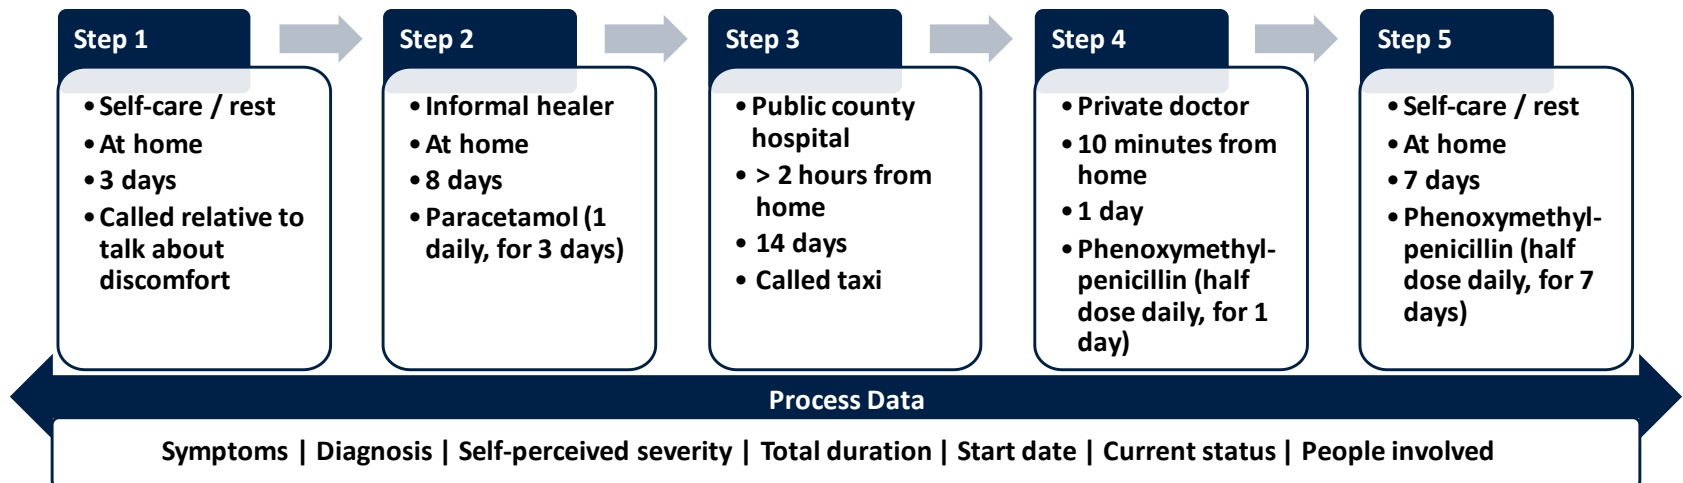 Step 1
• Self-care / rest
• At home
• 3 days
• Called relative to
talk about
discomfort
Step 2
• Informal healer
• At home
• 8 days
• Paracetamol (1
daily, for 3 days)
Step 3
• Public county
hospital
• > 2 hours from
home
• 14 days
• Called taxi
Step 4
• Private doctor
• 10 minutes from
home
• 1 day
• Phenoxymethyl-
penicillin (half
dose daily, for 1
day)
Step 5
• Self-care / rest
• At home
• 7 days
• Phenoxymethyl-
penicillin (half
dose daily, for 7
days)
Process Data
Symptoms | Diagnosis | Self-perceived severity | Total duration | Start date | Current status | People involved